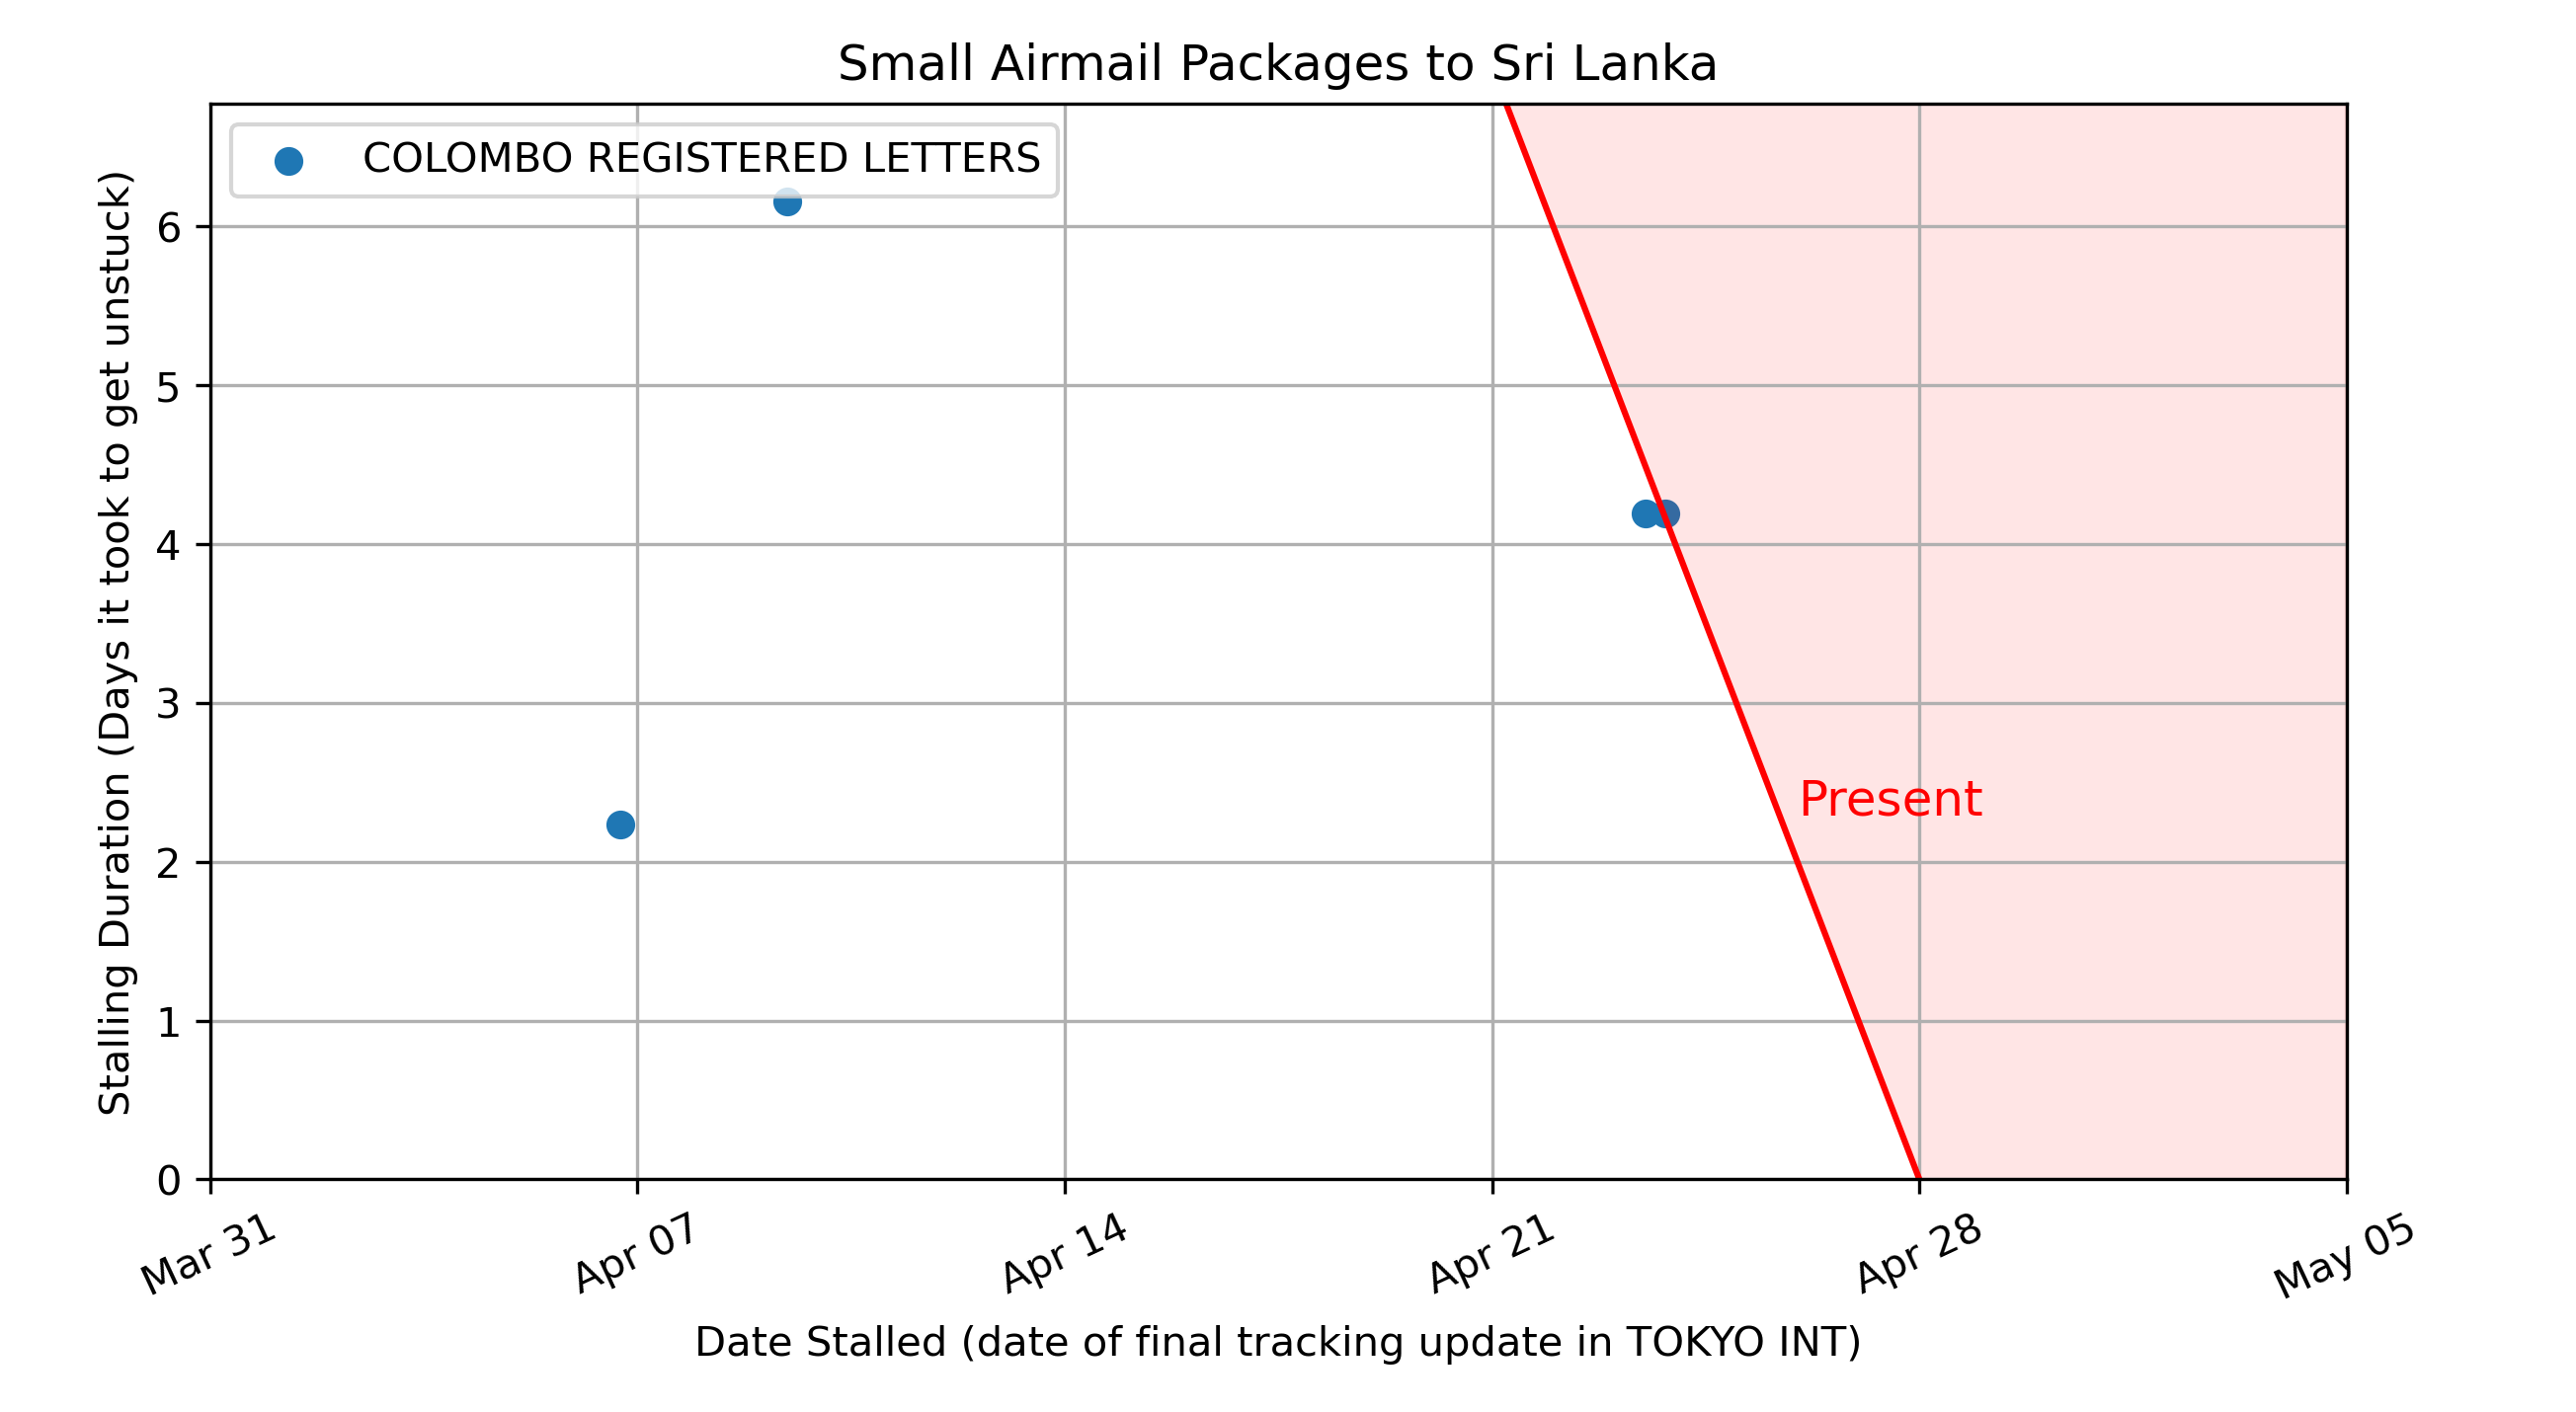 Small Airmail Packages to Sri Lanka
COLOMBO REGISTERED LETTERS
Stalling Duration (Days it took to get unstuck)
6
5
4
3
2
1
0
Present
Mar 31
Apr 07
Apr 14
Apr 21
Apr 28
May 05
Date Stalled (date of final tracking update in TOKYO INT)